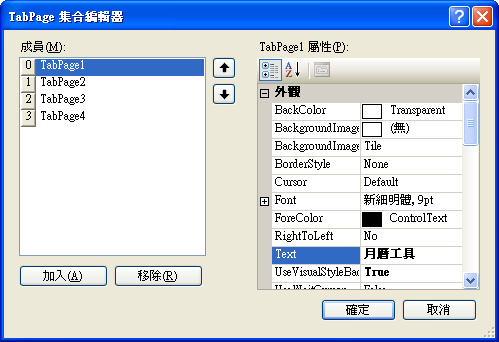 TabPage 集合編輯器
成員(M):
0 TabPage1
1 TabPage2
2 TabPage3
3 TabPage4
加入(A)
移除(R)
TabPage1 屬性(P):
外觀
BackColor Transparent
BackgroundImage (無)
BackgroundImage Tile
BorderStyle None
Cursor Default
Font 新細明體, 9pt
ForeColor ControlText
RightToLeft No
Text 月曆工具
UseVisualStyleBac True
UseWaitCursor False
確定
取消